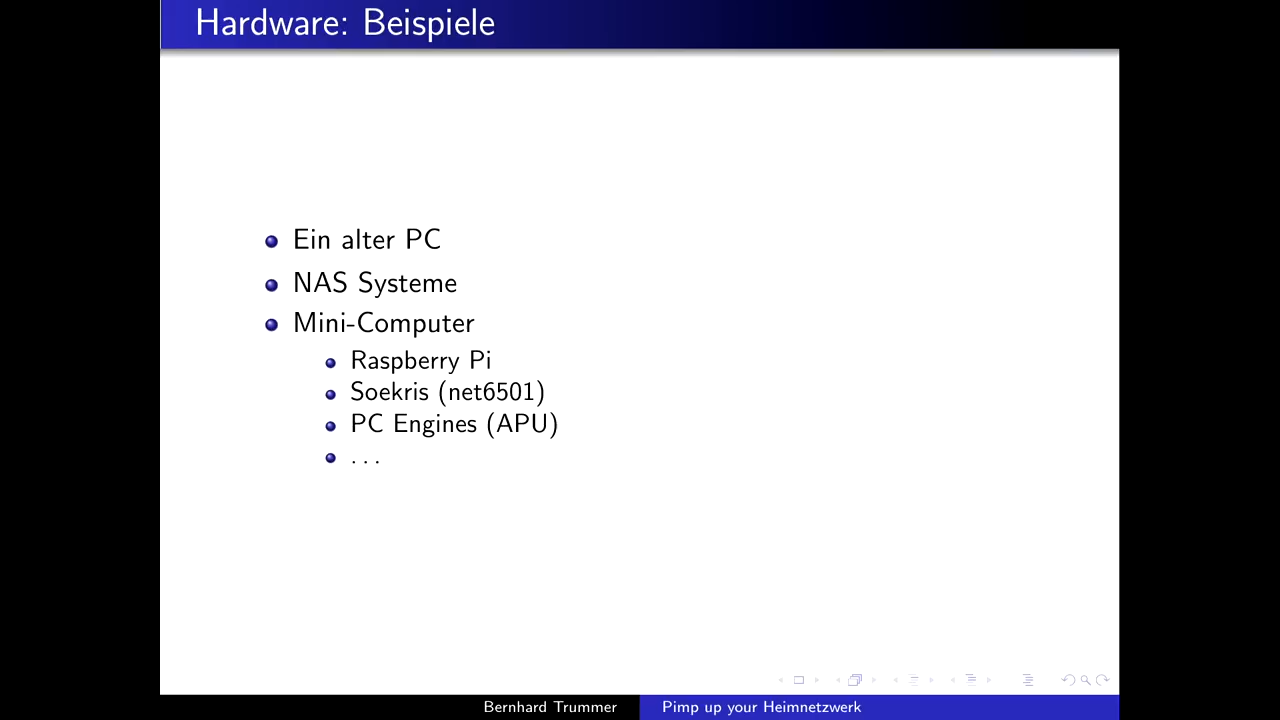 Hardware: Beispiele
Ein alter PC
NAS Systeme
Mini-Computer
Raspberry Pi
Soekris (net6501)
PC Engines (APU)
. . .
Bernhard Trummer
Pimp up your Heimnetzwerk